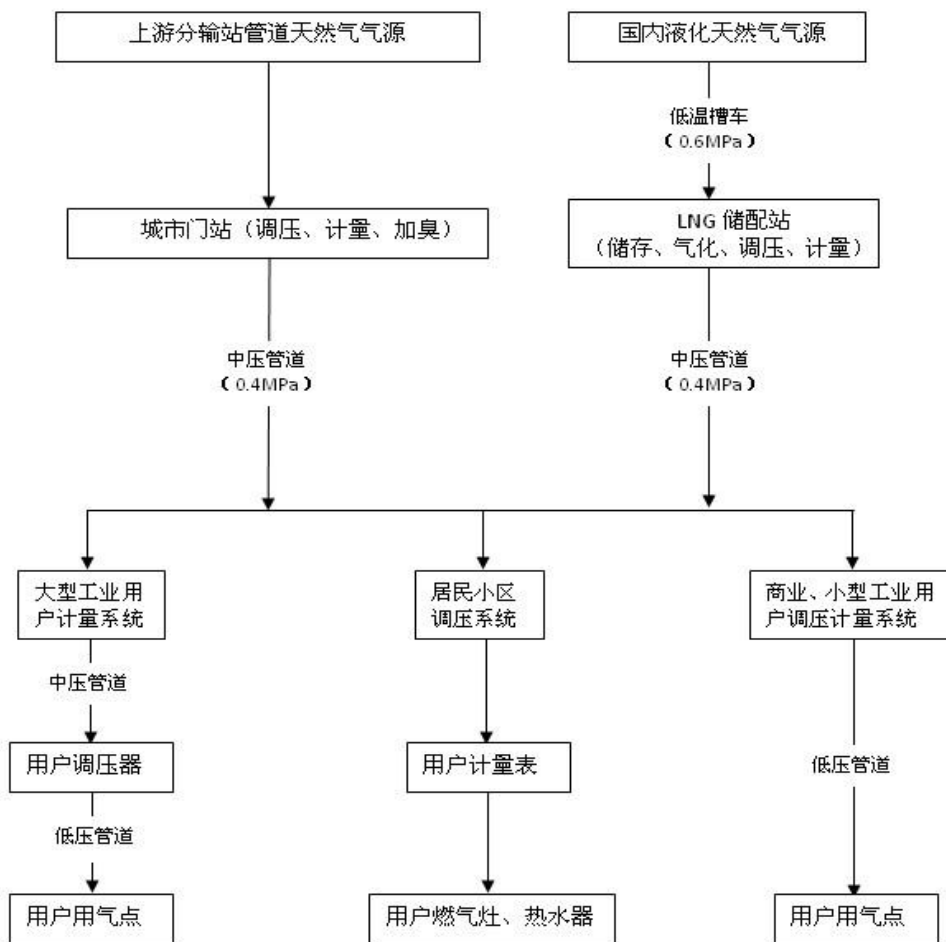 上游分输站管道天然气气源
国内液化天然气气源
低温槽车
（0.6MPa）
城市门站（调压、计量、加臭）
LNG 储配站
（储存、气化、调压、计量）
中压管道
（0.4MPa）
中压管道
（0.4MPa）
大型工业用
户计量系统
居民小区
调压系统
商业、小型工业用
户调压计量系统
中压管道
用户调压器
用户计量表
低压管道
低压管道
用户用气点
用户燃气灶、热水器
用户用气点